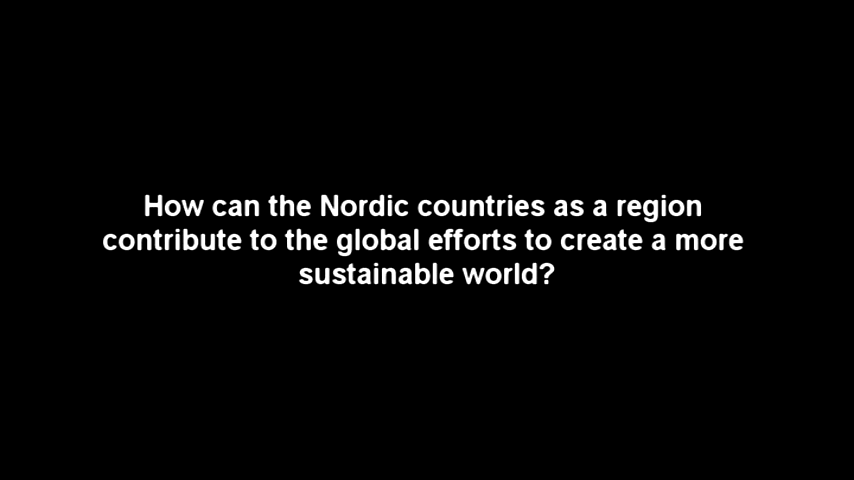 How can the Nordic countries as a region
contribute to the global efforts to create a more
sustainable world?